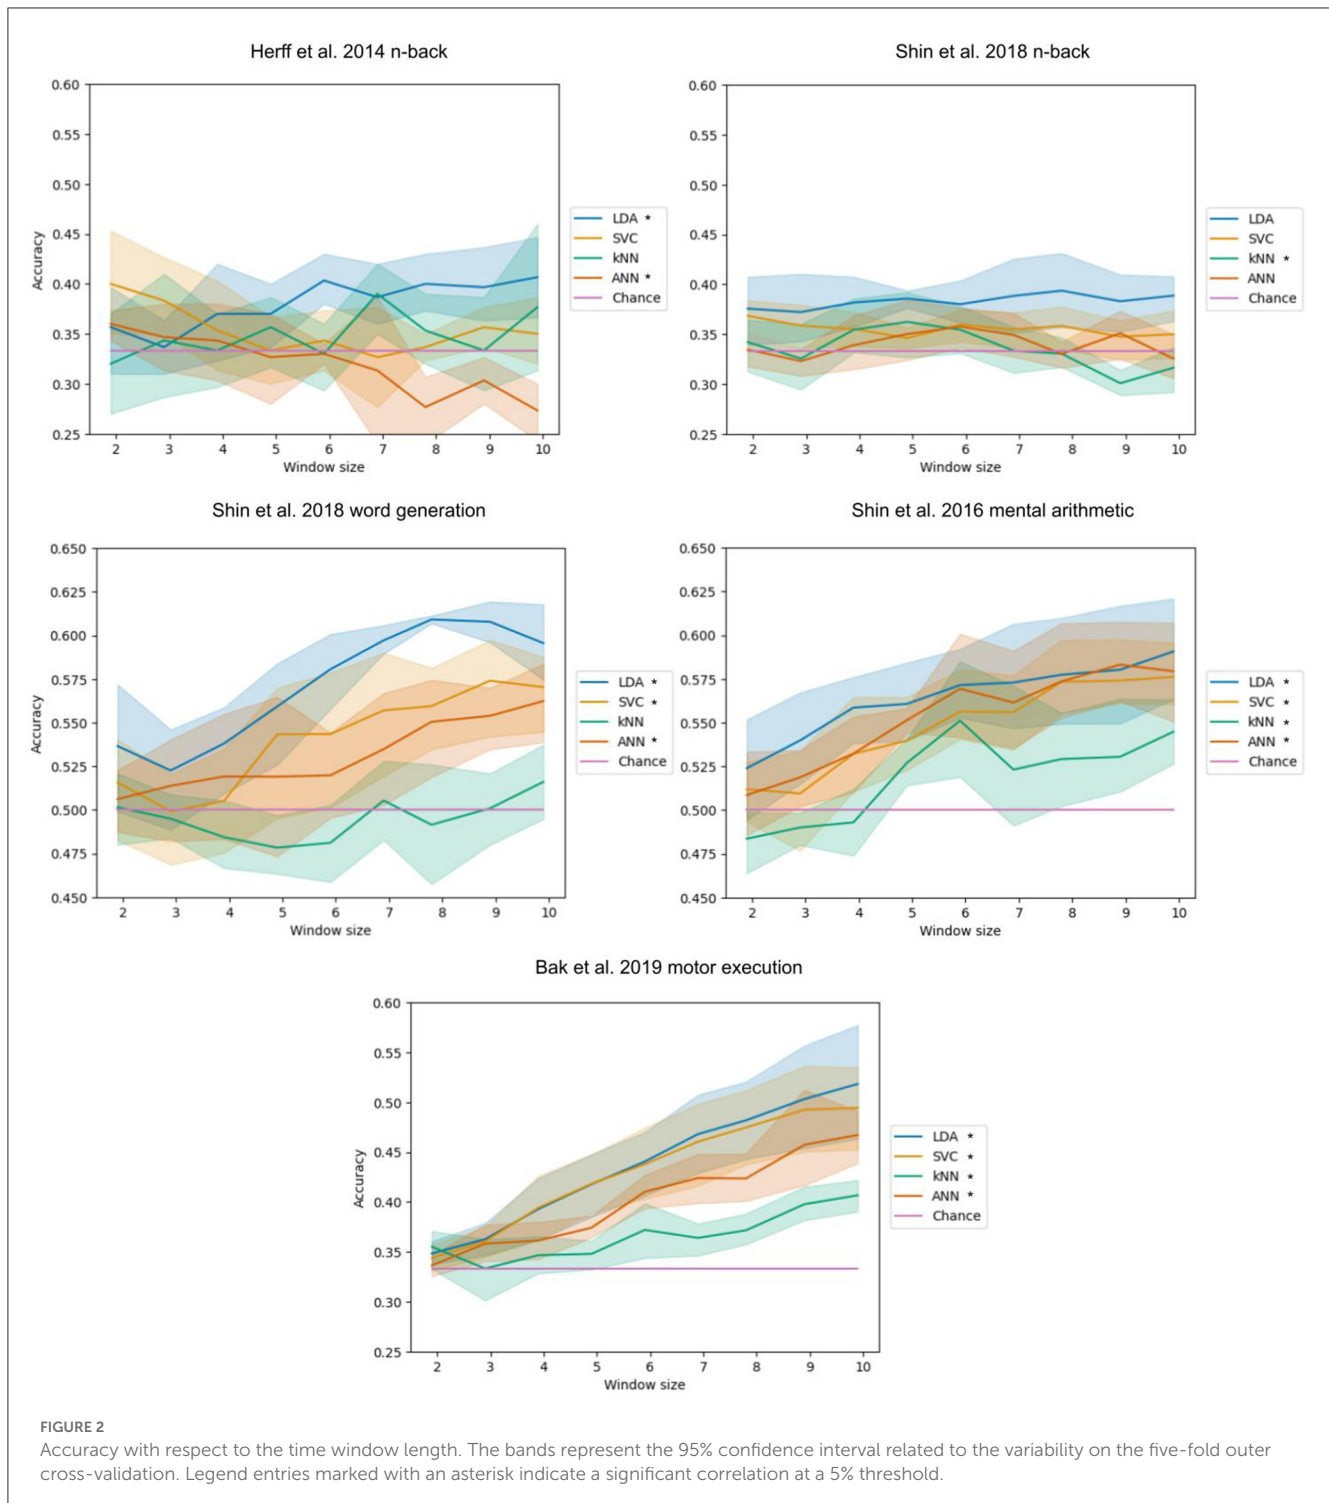 Herff et al. 2014 n-back
0.60
0.55
0.50
0.45
0.40
0.35
0.30
0.25
Accuracy
2 3 4 5 6 7 8 9 10
Window size
LDA *
SVC
kNN
ANN *
Chance
Shin et al. 2018 n-back
0.60
0.55
0.50
0.45
0.40
0.35
0.30
0.25
2 3 4 5 6 7 8 9 10
Window size
LDA
SVC
kNN *
ANN
Chance
Shin et al. 2018 word generation
0.650
0.625
0.600
0.575
0.550
0.525
0.500
0.475
0.450
Accuracy
2 3 4 5 6 7 8 9 10
Window size
LDA *
SVC *
kNN
ANN *
Chance
Shin et al. 2016 mental arithmetic
0.650
0.625
0.600
0.575
0.550
0.525
0.500
0.475
0.450
2 3 4 5 6 7 8 9 10
Window size
LDA *
SVC *
kNN *
ANN *
Chance
Bak et al. 2019 motor execution
0.60
0.55
0.50
0.45
0.40
0.35
0.30
0.25
Accuracy
2 3 4 5 6 7 8 9 10
Window size
LDA *
SVC *
kNN *
ANN *
Chance
FIGURE 2
Accuracy with respect to the time window length. The bands represent the 95% confidence interval related to the variability on the five-fold outer
cross-validation. Legend entries marked with an asterisk indicate a significant correlation at a 5% threshold.